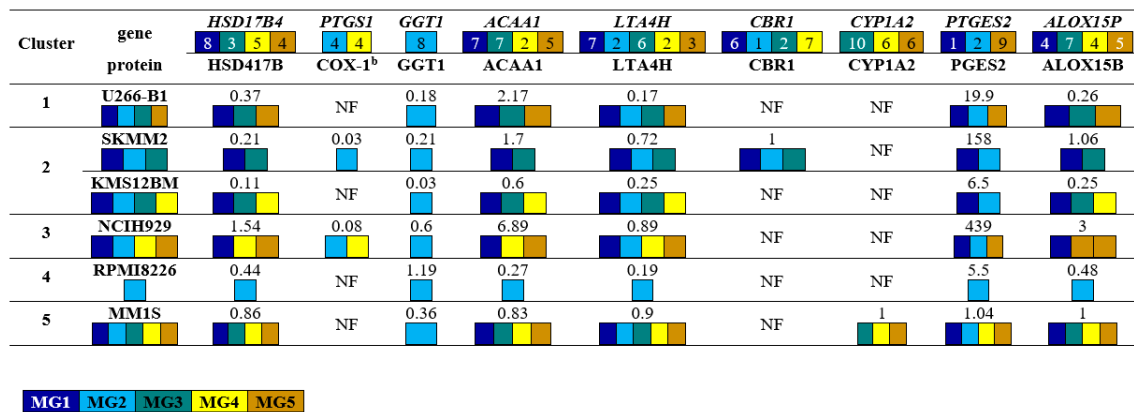 Cluster gene HSD17B4 PTGS1 GGT1 ACAA1 LTA4H CBR1 CYP1A2 PTGES2 ALOX15P
8 3 5 4 4 4 8 7 7 2 5 7 2 6 2 3 6 1 2 7 10 6 6 1 2 9 4 7 4 5
protein HSD417B COX-1ᵇ GGT1 ACAA1 LTA4H CBR1 CYP1A2 PGES2 ALOX15B
1 U266-B1 0.37 NF 0.18 2.17 0.17 NF NF 19.9 0.26
2 SKMM2 0.21 0.03 0.21 1.7 0.72 1 NF 158 1.06
KMS12BM 0.11 NF 0.03 0.6 0.25 NF NF 6.5 0.25
3 NCIH929 1.54 0.08 0.6 6.89 0.89 NF NF 439 3
4 RPMI8226 0.44 NF 1.19 0.27 0.19 NF NF 5.5 0.48
5 MM1S 0.86 NF 0.36 0.83 0.9 NF 1 1.04 1
MG1 MG2 MG3 MG4 MG5